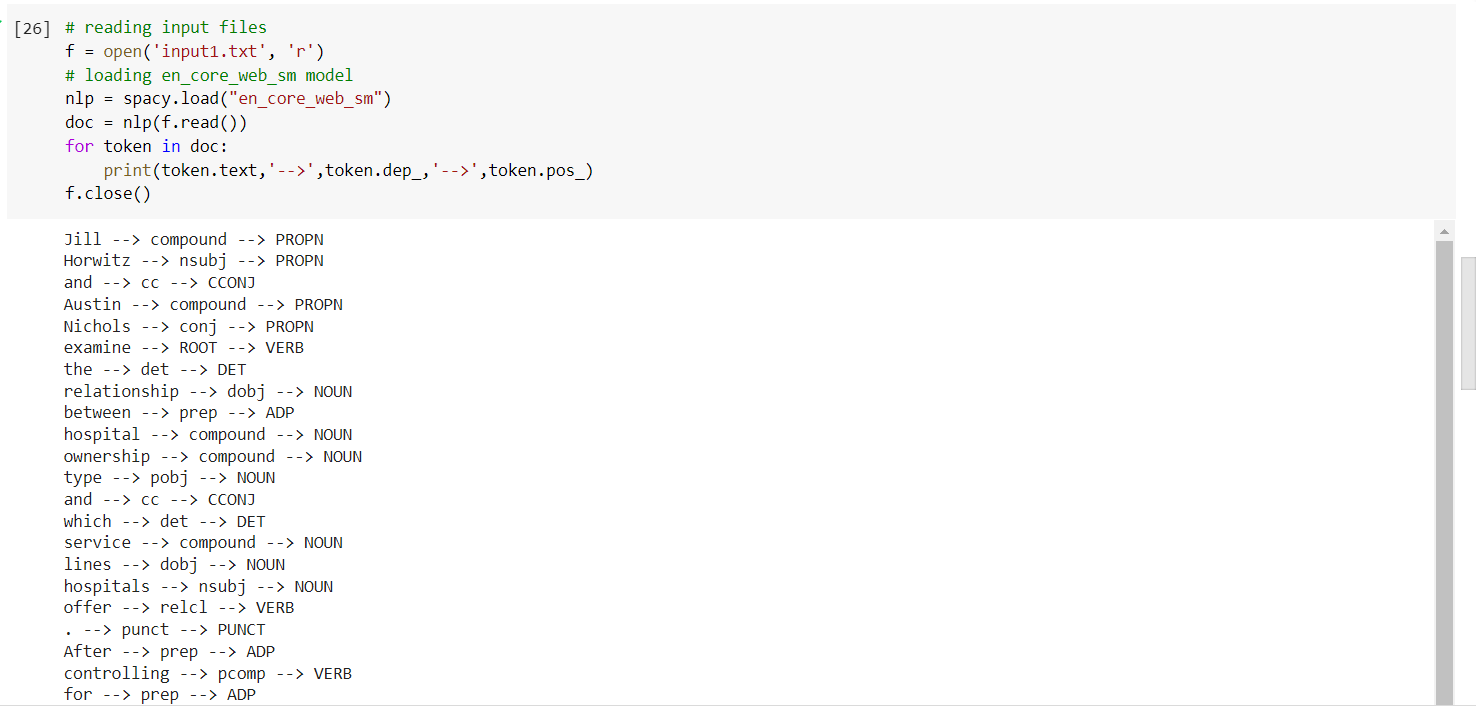 [26] # reading input files
f = open('input1.txt', 'r')
# loading en_core_web_sm model
nlp = spacy.load("en_core_web_sm")
doc = nlp(f.read())
for token in doc:
    print(token.text,'-->',token.dep_,'-->',token.pos_)
f.close()
Jill --> compound --> PROPN
Horwitz --> nsubj --> PROPN
and --> cc --> CCONJ
Austin --> compound --> PROPN
Nichols --> conj --> PROPN
examine --> ROOT --> VERB
the --> det --> DET
relationship --> dobj --> NOUN
between --> prep --> ADP
hospital --> compound --> NOUN
ownership --> compound --> NOUN
type --> pobj --> NOUN
and --> cc --> CCONJ
which --> det --> DET
service --> compound --> NOUN
lines --> dobj --> NOUN
hospitals --> nsubj --> NOUN
offer --> relcl --> VERB
. --> punct --> PUNCT
After --> prep --> ADP
controlling --> pcomp --> VERB
for --> prep --> ADP